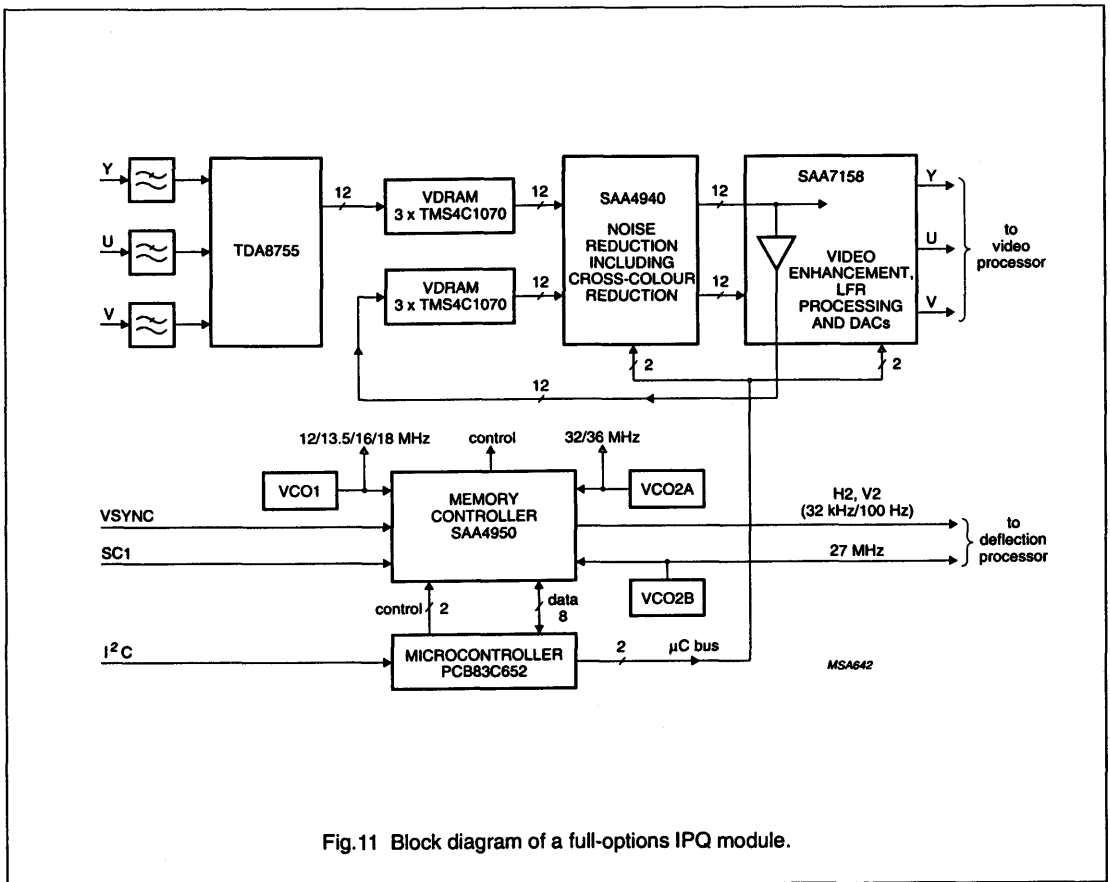 Y
U
V
TDA8755
12
VDRAM
3 x TMS4C1070
12
VDRAM
3 x TMS4C1070
12
SAA4940
NOISE
REDUCTION
INCLUDING
CROSS-COLOUR
REDUCTION
12
12
SAA7158
VIDEO
ENHANCEMENT,
LFR
PROCESSING
AND DACs
Y
U
V
to
video
processor
2
2
12
12/13.5/16/18 MHz
control
32/36 MHz
VCO1
MEMORY
CONTROLLER
SAA4950
VCO2A
VSYNC
SC1
H2, V2
(32 kHz/100 Hz)
27 MHz
to
deflection
processor
VCO2B
control
2
data
8
I²C
MICROCONTROLLER
PCB83C652
2
µC bus
MSA642
Fig.11 Block diagram of a full-options IPQ module.